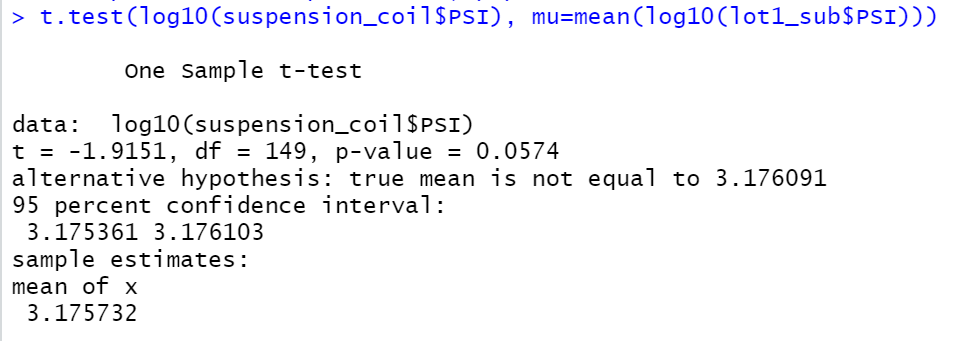 > t.test(log10(suspension_coil$PSI), mu=mean(log10(lot1_sub$PSI)))
One Sample t-test
data: log10(suspension_coil$PSI)
t = -1.9151, df = 149, p-value = 0.0574
alternative hypothesis: true mean is not equal to 3.176091
95 percent confidence interval:
3.175361 3.176103
sample estimates:
mean of x
3.175732